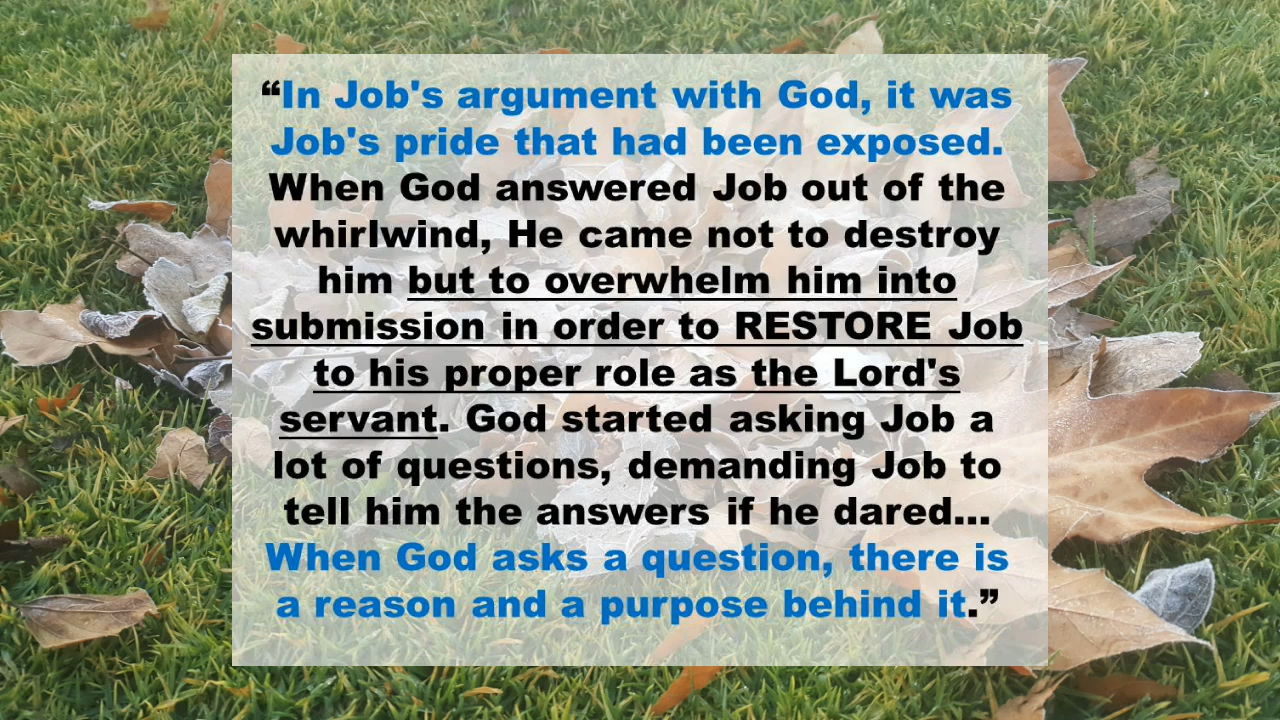 “In Job's argument with God, it was
Job's pride that had been exposed.
When God answered Job out of the
whirlwind, He came not to destroy
him but to overwhelm him into
submission in order to RESTORE Job
to his proper role as the Lord's
servant. God started asking Job a
lot of questions, demanding Job to
tell him the answers if he dared...
When God asks a question, there is
a reason and a purpose behind it.”